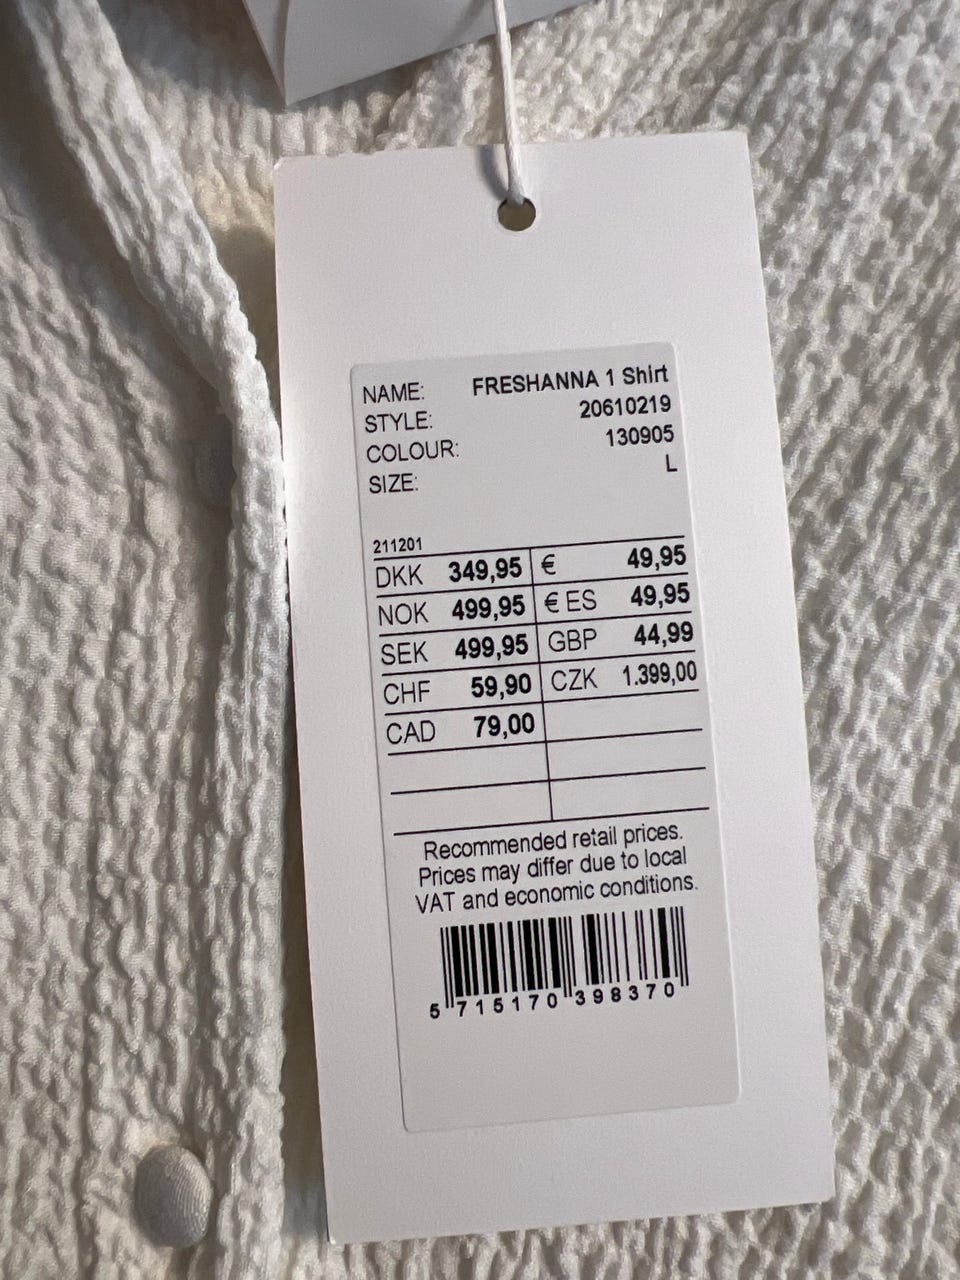 NAME: FRESHANNA 1 Shirt
STYLE: 20610219
COLOUR: 130905
SIZE: L
211201
DKK 349,95 € 49,95
NOK 499,95 € ES 49,95
SEK 499,95 GBP 44,99
CHF 59,90 CZK 1.399,00
CAD 79,00
Recommended retail prices.
Prices may differ due to local
VAT and economic conditions.
5 715170 398370